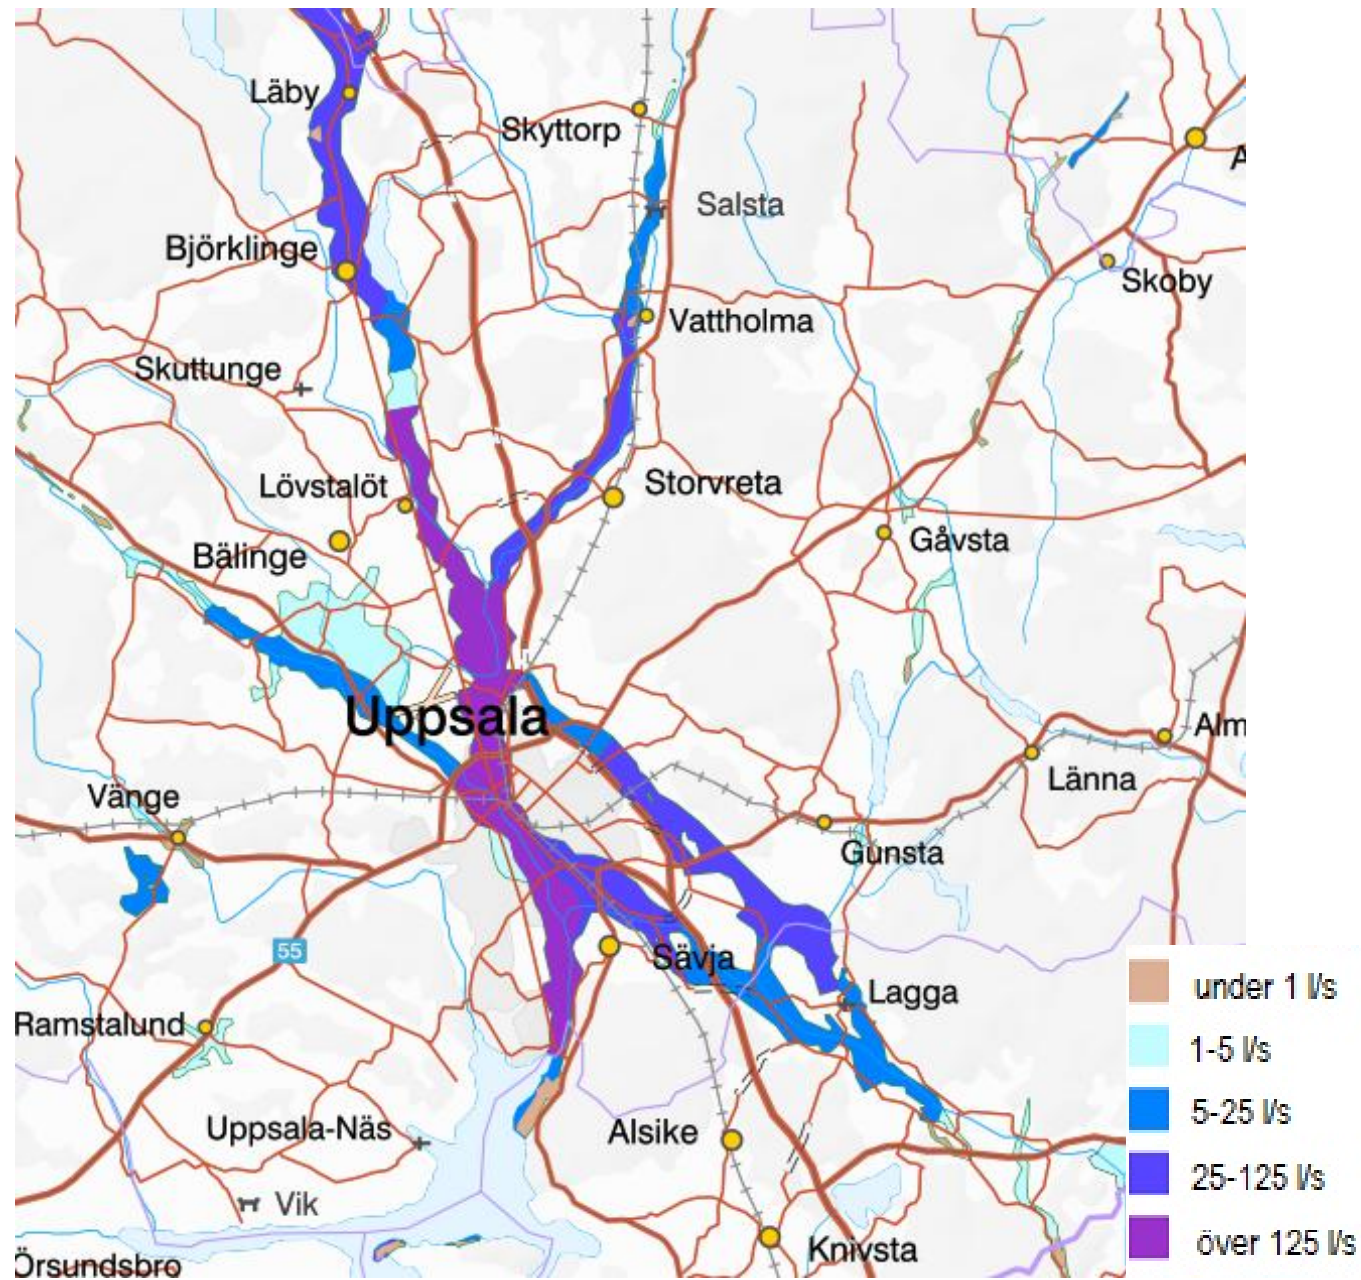 Läby
Skyttorp
A
Salsta
Björklinge
Skoby
Vattholma
Skuttunge
Lövstalöt
Storvreta
Bälinge
Gåvsta
Uppsala
Alm
Länna
Vänge
Gunsta
55
Sävja
Lagga
Ramstalund
Uppsala-Näs
Alsike
Vik
Knivsta
Örsundsbro
under 1 l/s
1-5 l/s
5-25 l/s
25-125 l/s
över 125 l/s